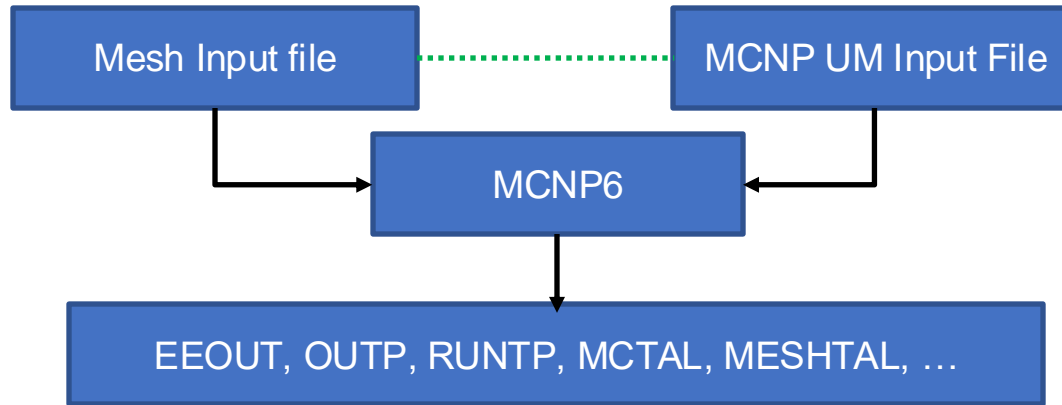 Mesh Input file
MCNP UM Input File
MCNP6
EEOUT, OUTP, RUNTP, MCTAL, MESHTAL, …